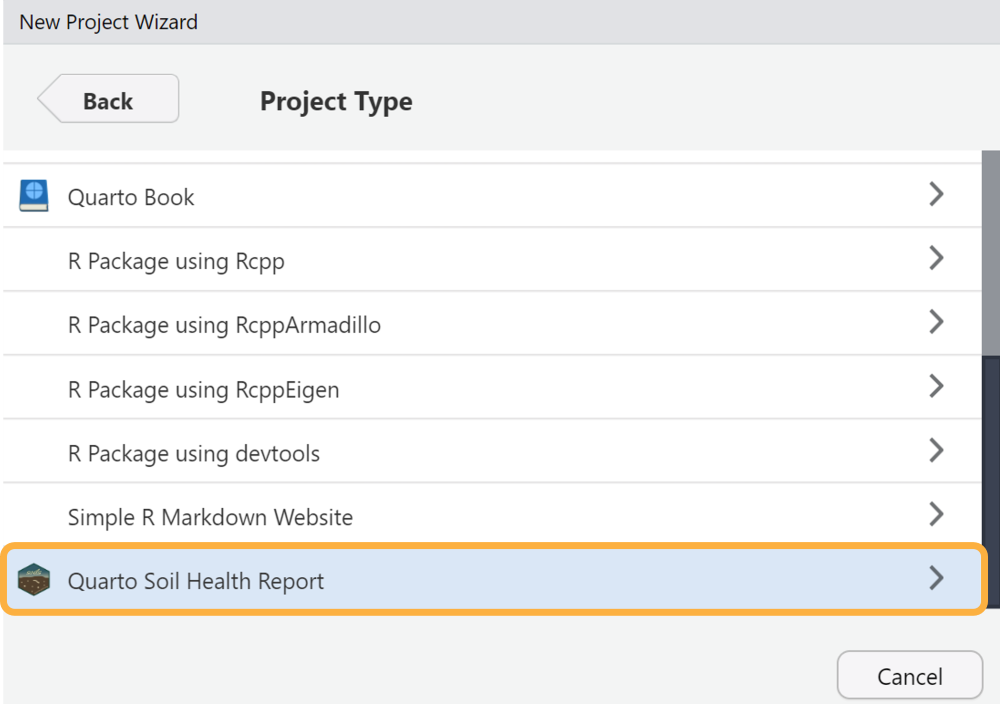 New Project Wizard
Back
Project Type
Quarto Book
R Package using Rcpp
R Package using RcppArmadillo
R Package using RcppEigen
R Package using devtools
Simple R Markdown Website
Quarto Soil Health Report
Cancel